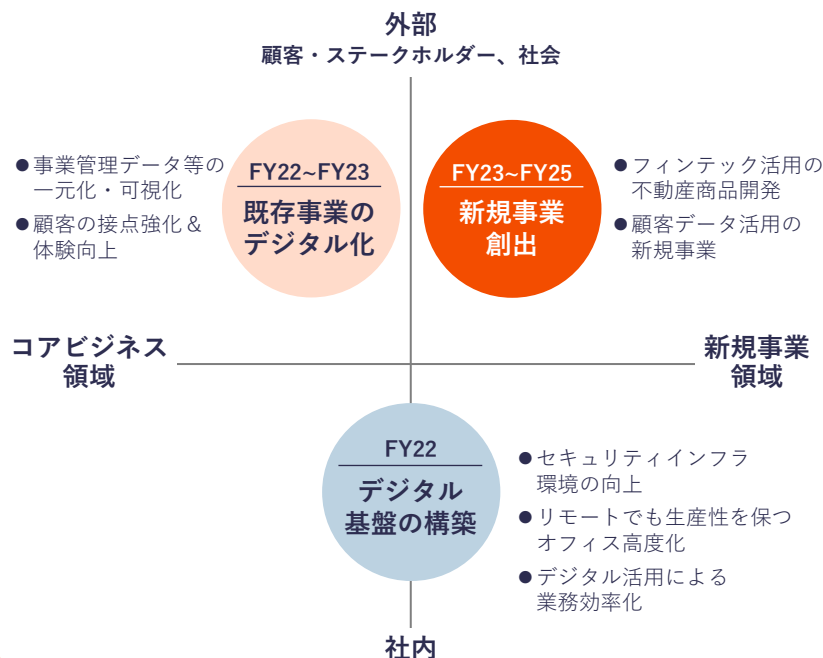 外部
顧客・ステークホルダー、社会
●事業管理データ等の
一元化・可視化
●顧客の接点強化＆
体験向上
FY22~FY23
既存事業の
デジタル化
FY23~FY25
新規事業
創出
●フィンテック活用の
不動産商品開発
●顧客データ活用の
新規事業
コアビジネス
領域
新規事業
領域
FY22
デジタル
基盤の構築
●セキュリティインフラ
環境の向上
●リモートでも生産性を保つ
オフィス高度化
●デジタル活用による
業務効率化
社内